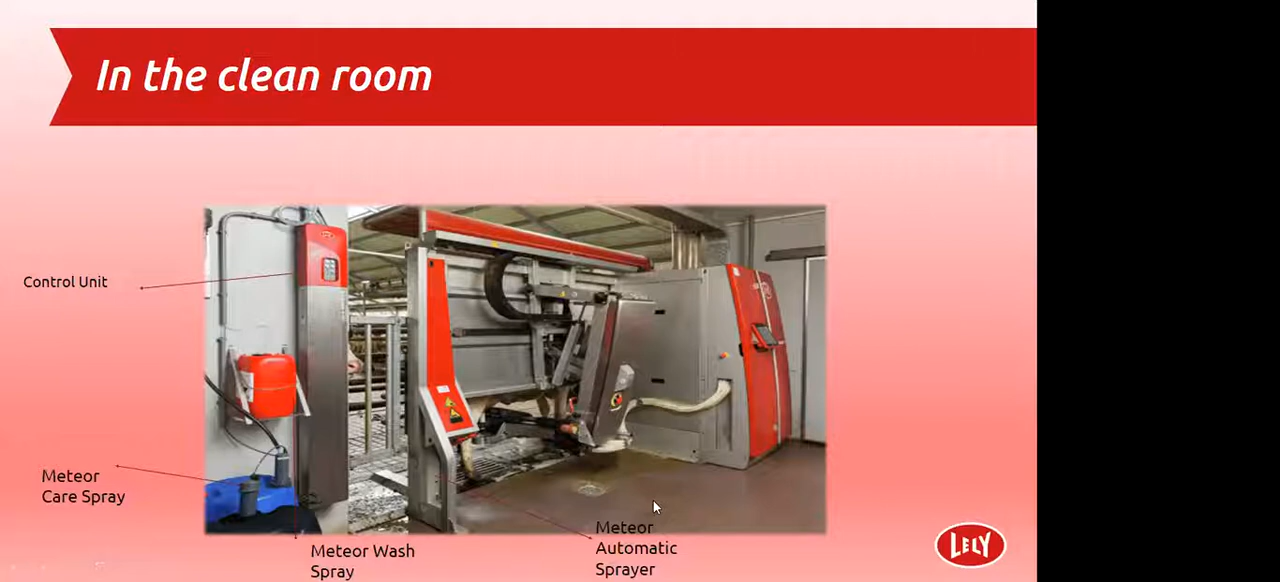 In the clean room
Control Unit
Meteor
Care Spray
Meteor Wash
Spray
Meteor
Automatic
Sprayer
LELY